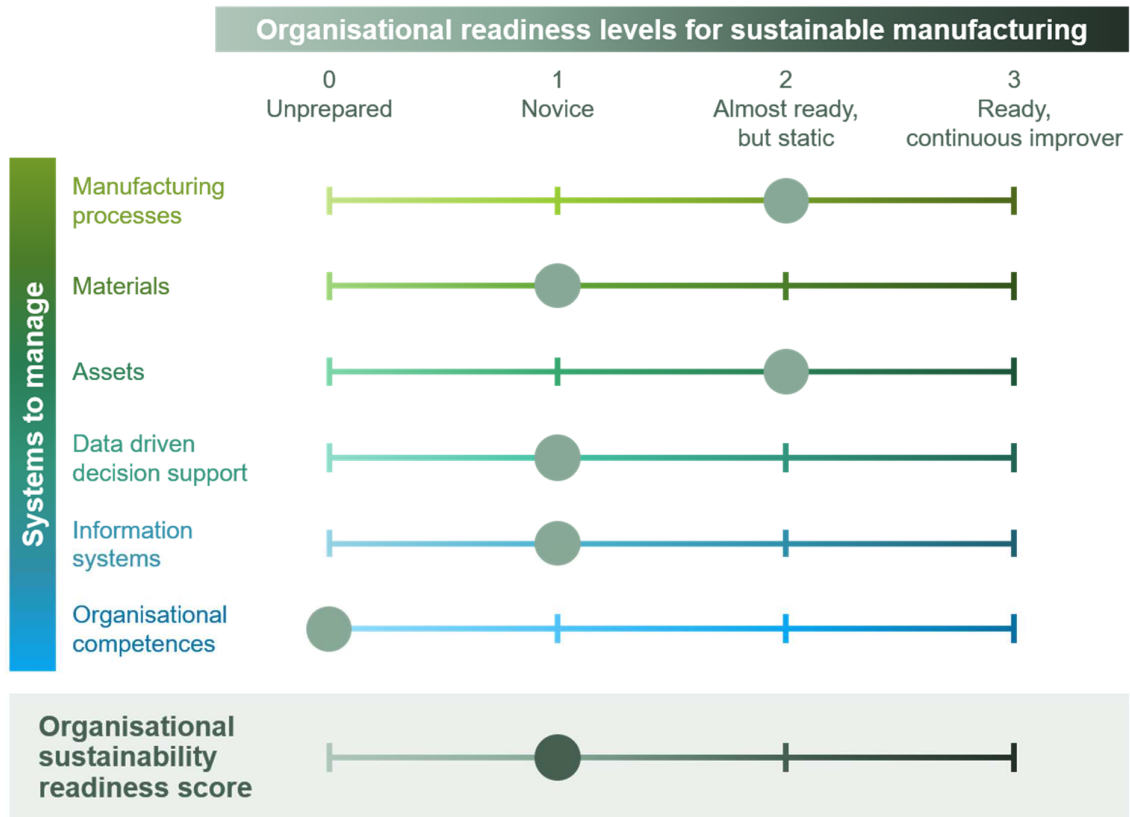 Organisational readiness levels for sustainable manufacturing
0
Unprepared
1
Novice
2
Almost ready,
but static
3
Ready,
continuous improver
Systems to manage
Manufacturing
processes
Materials
Assets
Data driven
decision support
Information
systems
Organisational
competences
Organisational
sustainability
readiness score